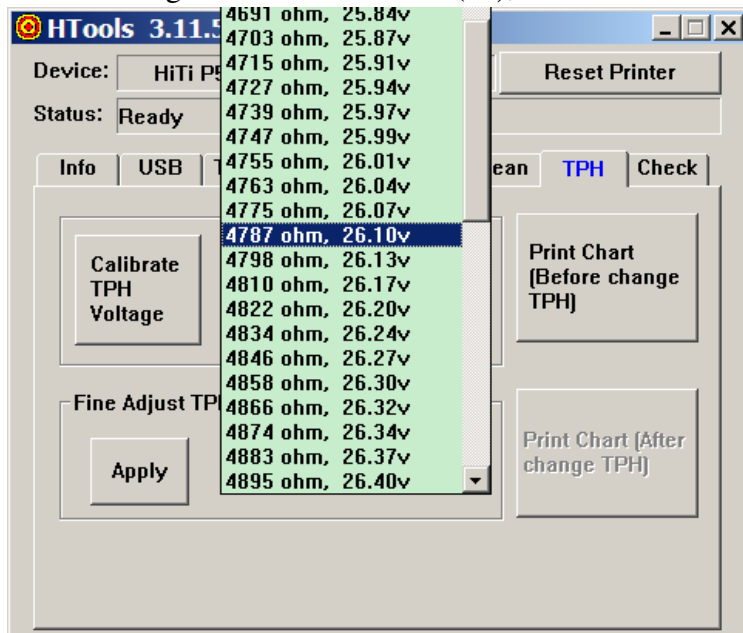 HTools 3.11.5
Device:
HiTi P5
Reset Printer
Status:
Ready
Info
USB
ean
TPH
Check
4691 ohm, 25.84v
4703 ohm, 25.87v
4715 ohm, 25.91v
4727 ohm, 25.94v
4739 ohm, 25.97v
4747 ohm, 25.99v
4755 ohm, 26.01v
4763 ohm, 26.04v
4775 ohm, 26.07v
4787 ohm, 26.10v
4798 ohm, 26.13v
4810 ohm, 26.17v
4822 ohm, 26.20v
4834 ohm, 26.24v
4846 ohm, 26.27v
4858 ohm, 26.30v
4866 ohm, 26.32v
4874 ohm, 26.34v
4883 ohm, 26.37v
4895 ohm, 26.40v
Calibrate
TPH
Voltage
Print Chart
(Before change
TPH)
Fine Adjust TP
Apply
Print Chart (After
change TPH)